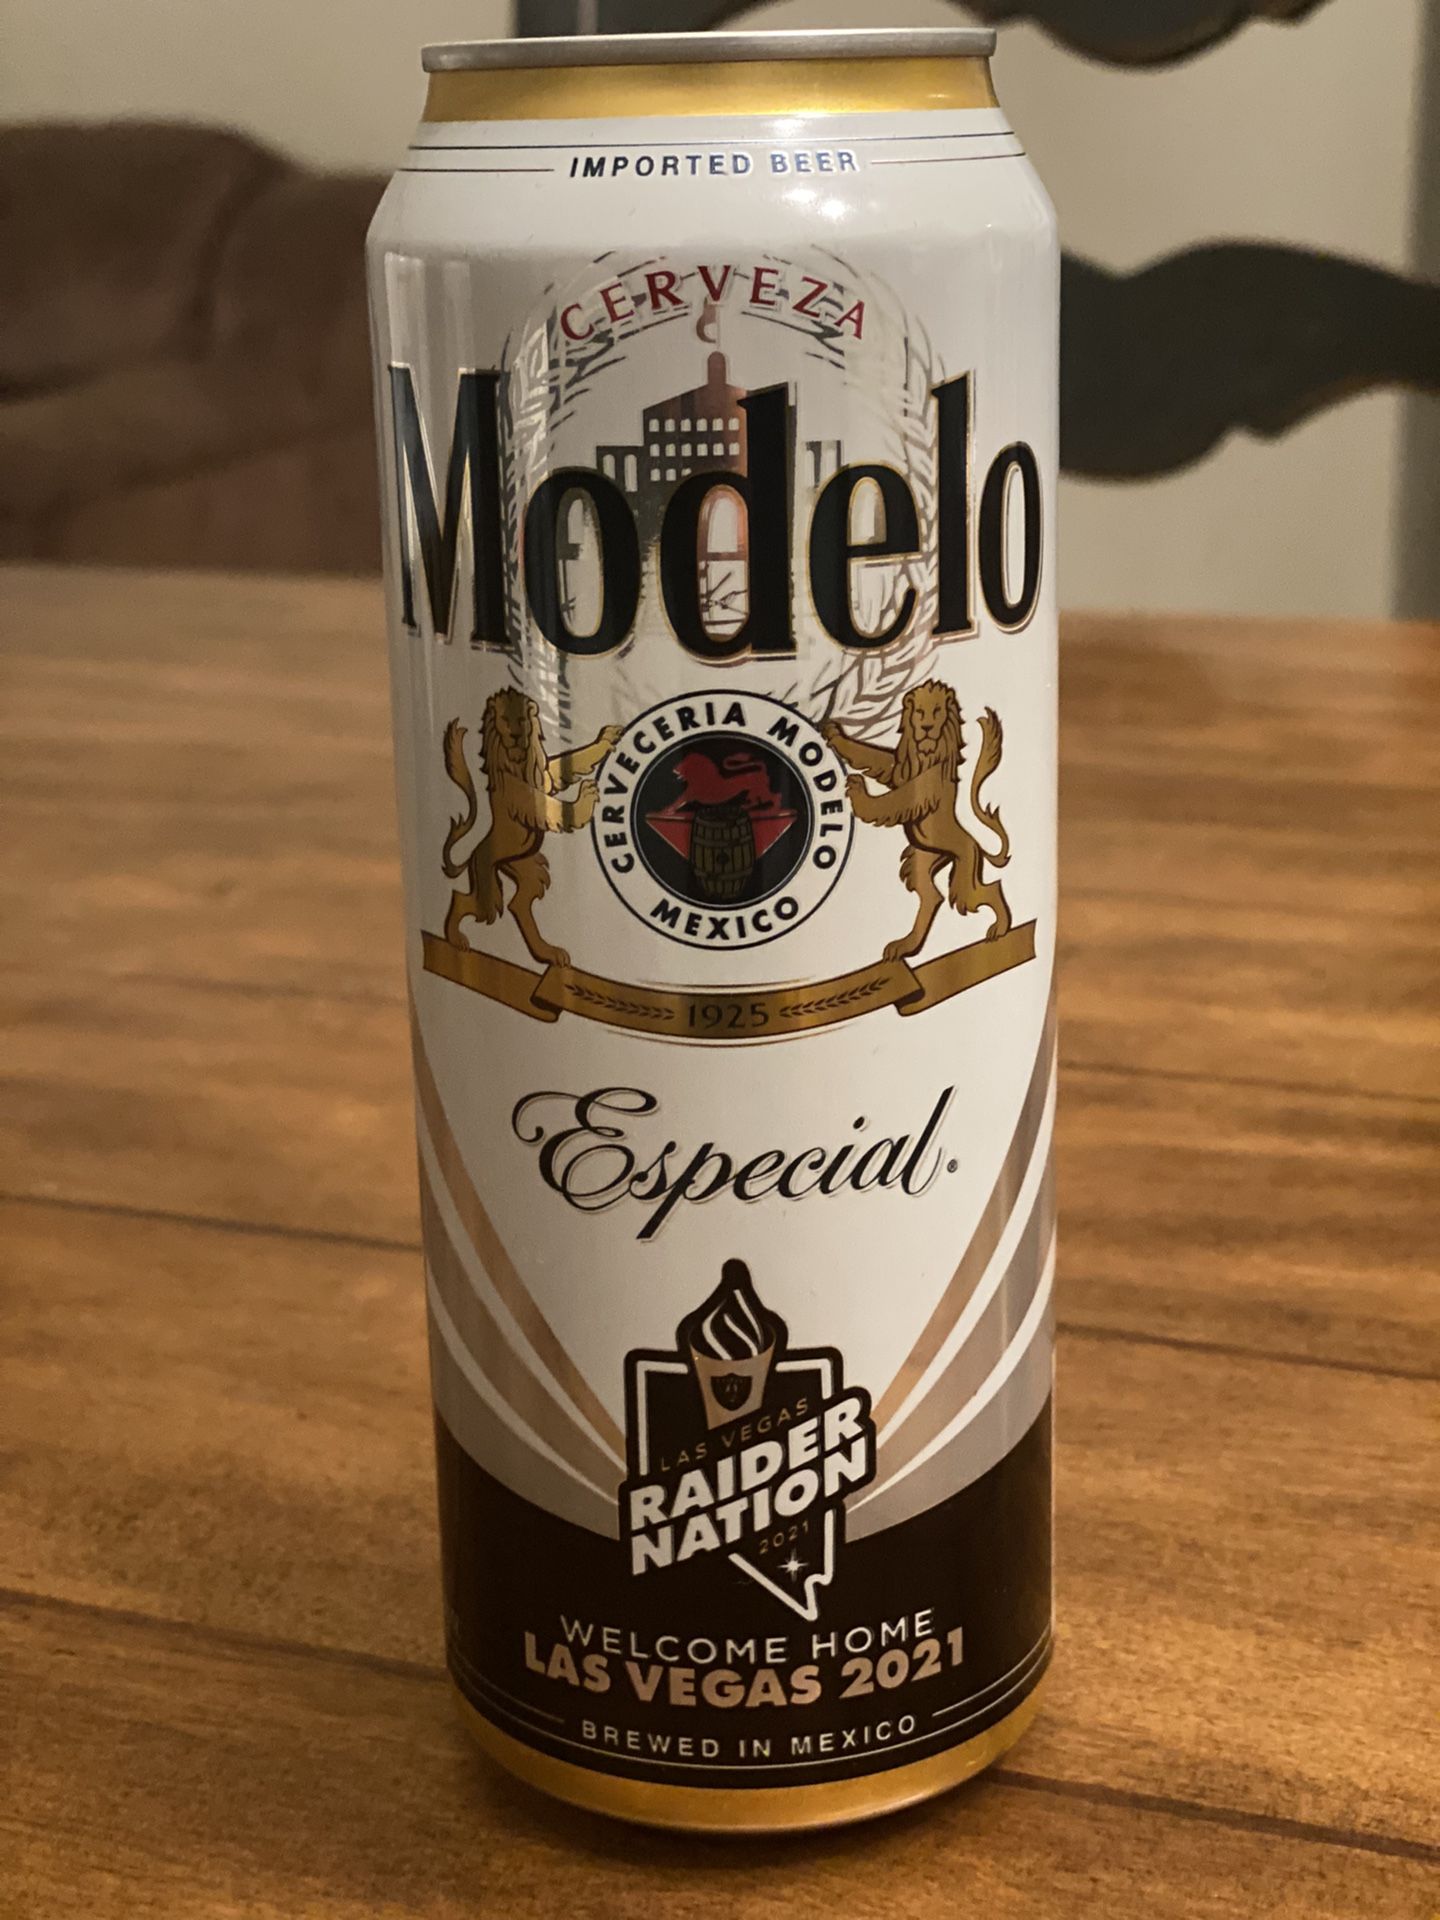 IMPORTED BEER
CERVEZA
Modelo
CERVECERIA MODELO
MEXICO
1925
Especial®
LAS VEGAS
RAIDER
NATION
2021
WELCOME HOME
LAS VEGAS 2021
BREWED IN MEXICO